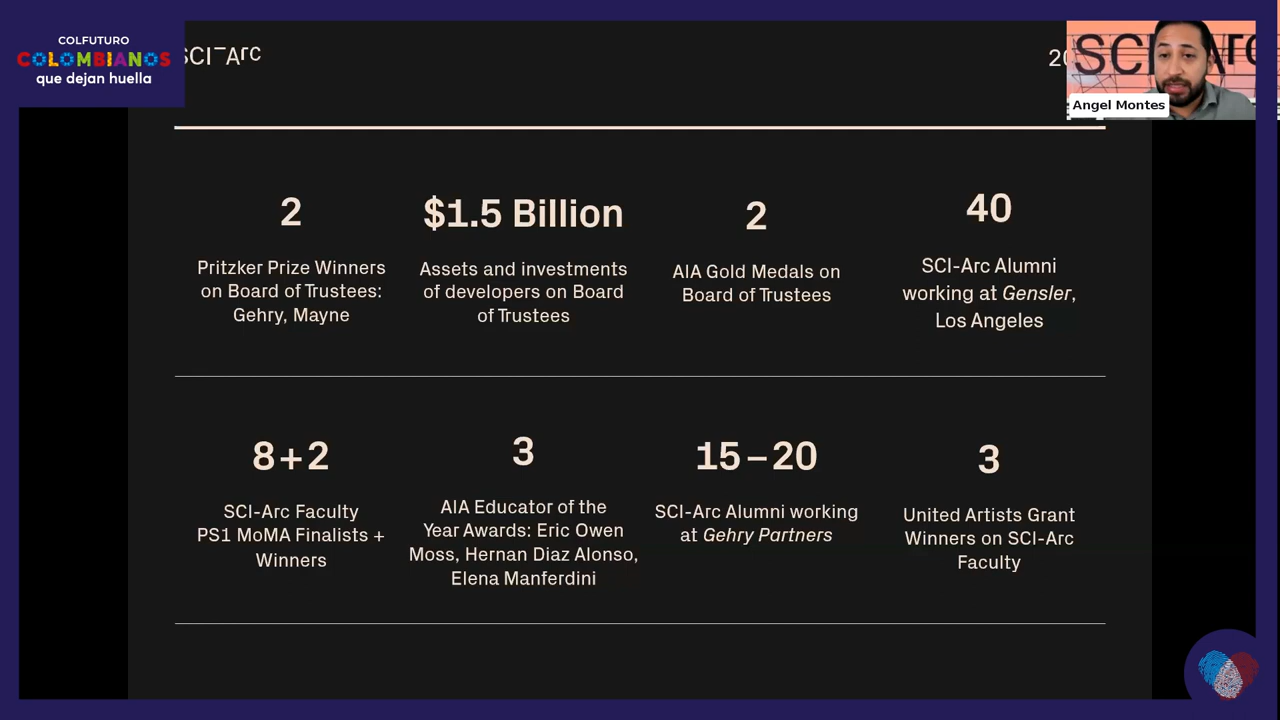 COLFUTURO
COLOMBIANOS
que dejan huella
SCI-Arc
SCI-Arc
Angel Montes
2
Pritzker Prize Winners
on Board of Trustees:
Gehry, Mayne
$1.5 Billion
Assets and investments
of developers on Board
of Trustees
2
AIA Gold Medals on
Board of Trustees
40
SCI-Arc Alumni
working at Gensler,
Los Angeles
8+2
SCI-Arc Faculty
PS1 MoMA Finalists +
Winners
3
AIA Educator of the
Year Awards: Eric Owen
Moss, Hernan Diaz Alonso,
Elena Manferdini
15–20
SCI-Arc Alumni working
at Gehry Partners
3
United Artists Grant
Winners on SCI-Arc
Faculty